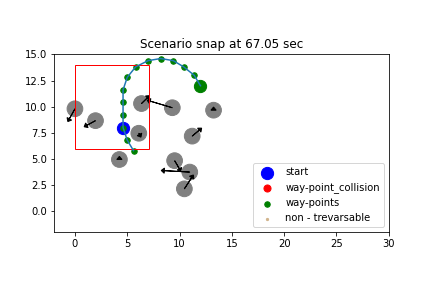 Scenario snap at 67.05 sec
15.0
12.5
10.0
7.5
5.0
2.5
0.0
0 5 10 15 20 25 30
start
way-point_collision
way-points
non - trevarsable